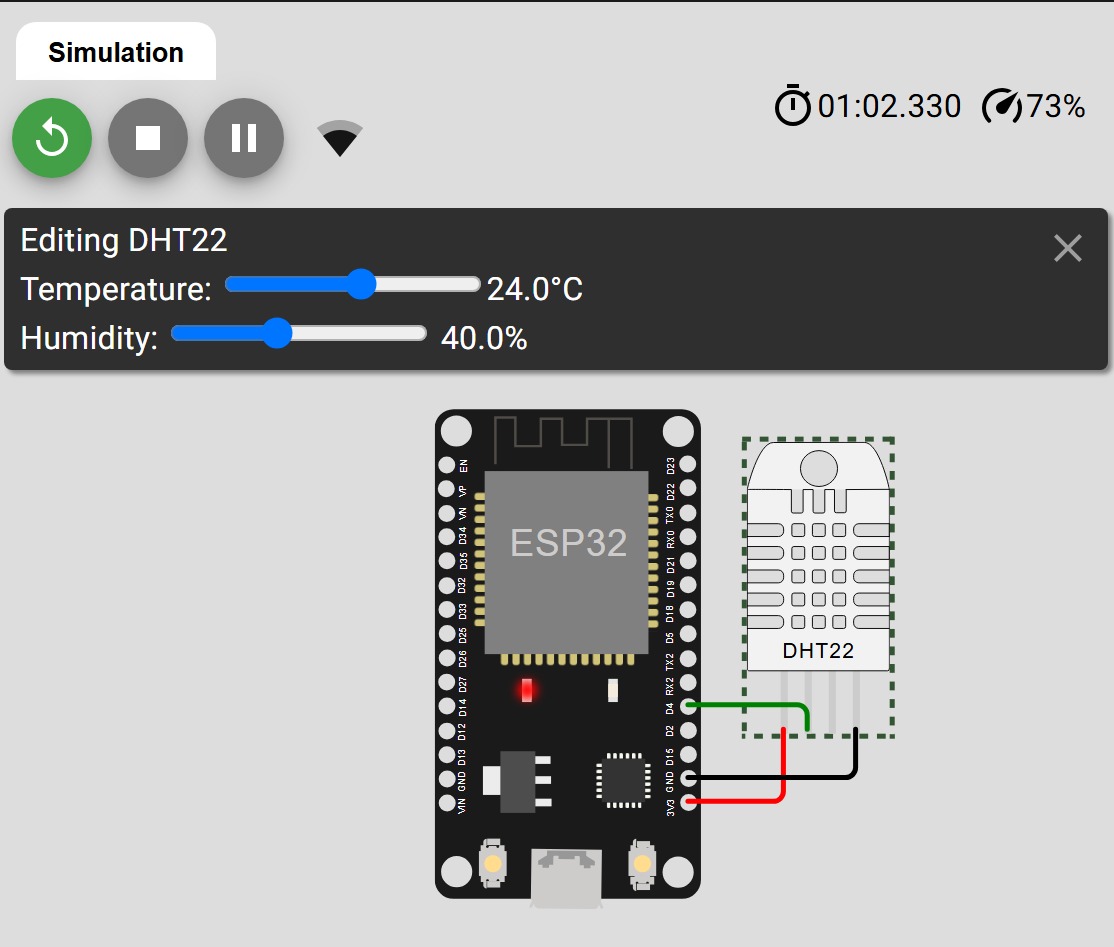 Simulation
01:02.330 73%
Editing DHT22
Temperature: 24.0°C
Humidity: 40.0%
EN
VP
VN
D34
D35
D32
D33
D25
D26
D27
D14
D12
D13
GND
VIN
ESP32
D23
D22
TX0
RX0
D21
D19
D18
D5
TX2
RX2
D4
D2
D15
GND
3V3
DHT22